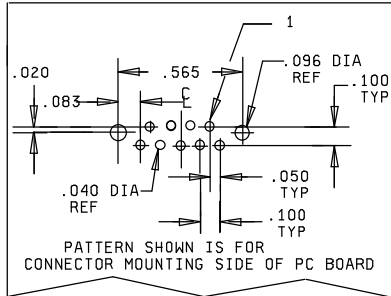 1
.020
.565
.096 DIA
REF
.083
C
L
.100
TYP
.040 DIA
REF
.050
TYP
.100
TYP
PATTERN SHOWN IS FOR
CONNECTOR MOUNTING SIDE OF PC BOARD